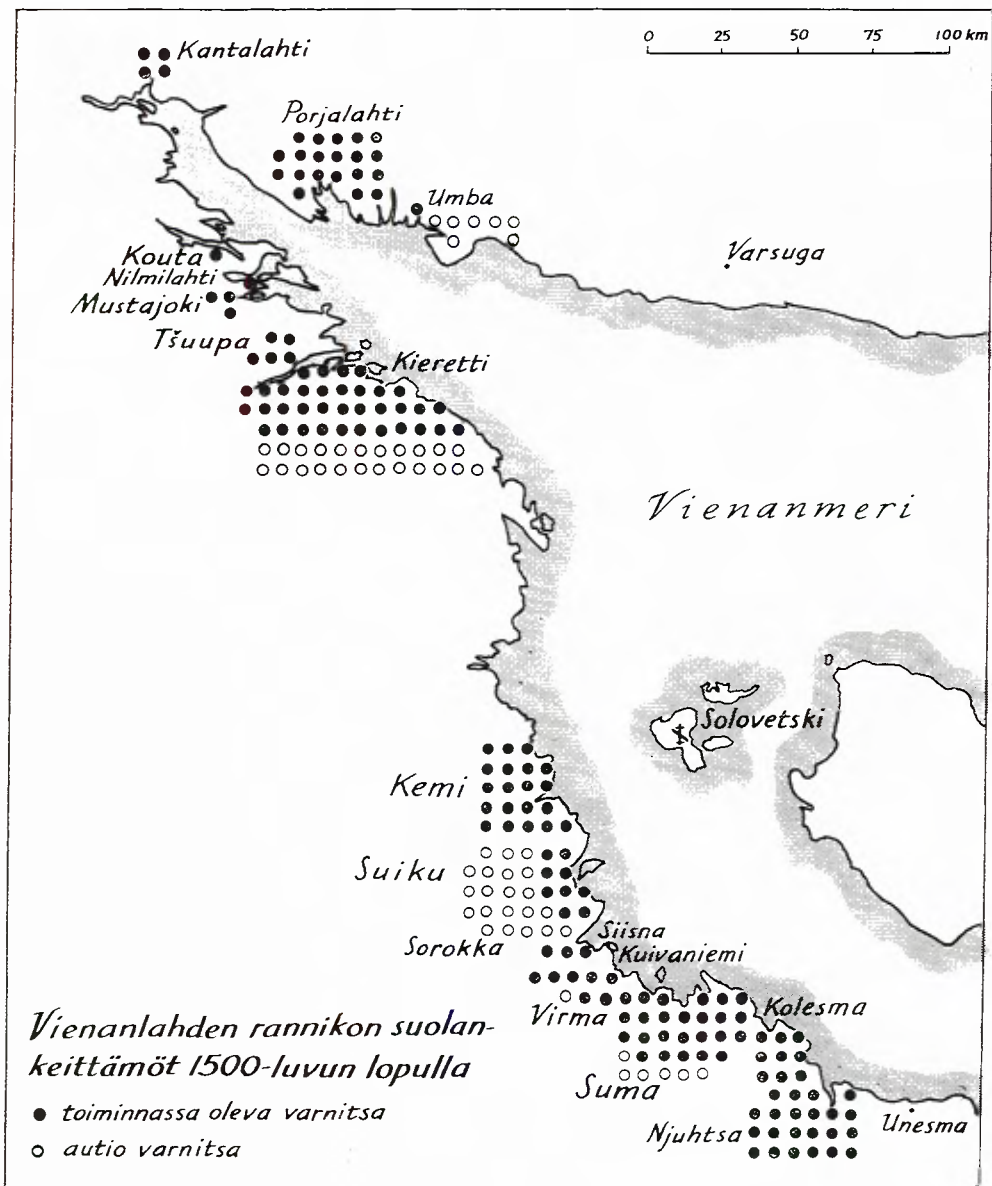 Kantalahti
0 25 50 75 100 km
Porjalahti
Umba
Varsuga
Kouta
Nilmilahti
Mustajoki
Tšuupa
Kieretti
Vienanmeri
Solovetski
Kemi
Suiku
Sorokka
Siisna
Kuivaniemi
Virma
Kolesma
Suma
Njuhtsa
Unesma
Vienanlahden rannikon suolan-
keittämöt 1500-luvun lopulla
toiminnassa oleva varnitsa
autio varnitsa